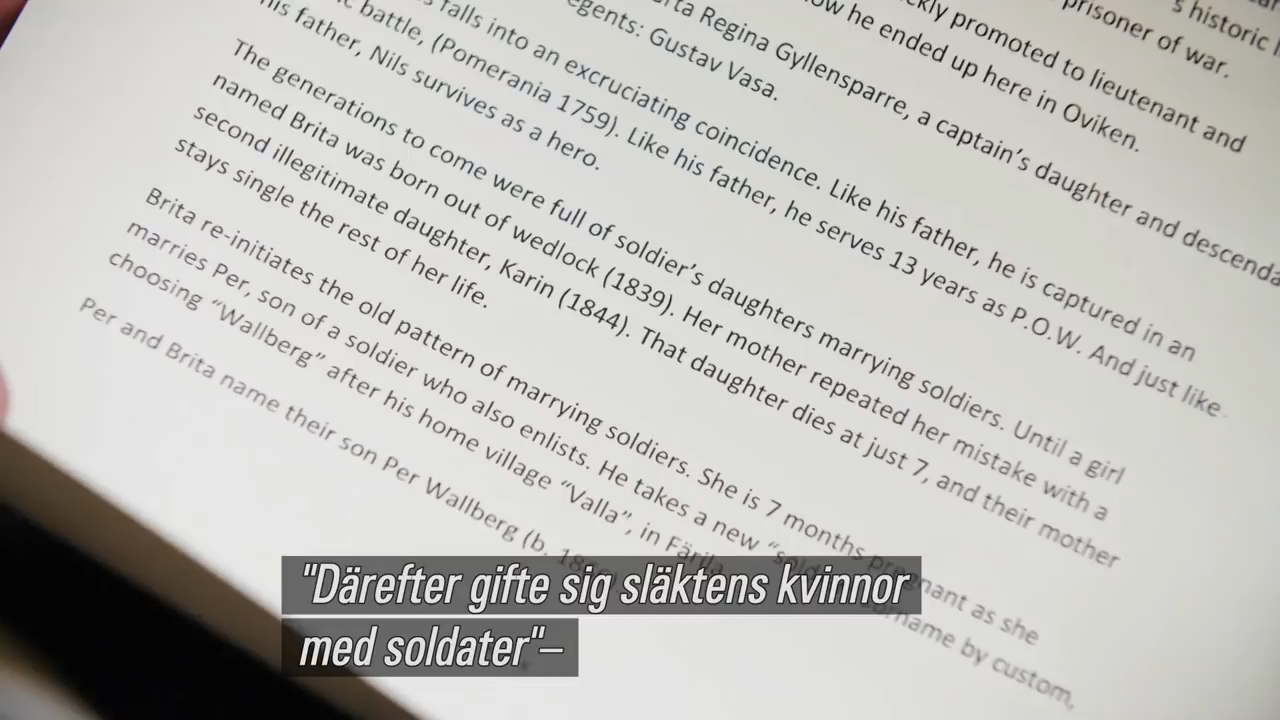 s historic
prisoner of war.
ckly promoted to lieutenant and
ow he ended up here in Oviken.
rta Regina Gyllensparre, a captain's daughter and descenda
egents: Gustav Vasa.
s falls into an excruciating coincidence. Like his father, he is captured in an
c battle, (Pomerania 1759). Like his father, he serves 13 years as P.O.W. And just like
his father, Nils survives as a hero.
The generations to come were full of soldier's daughters marrying soldiers. Until a girl
named Brita was born out of wedlock (1839). Her mother repeated her mistake with a
second illegitimate daughter, Karin (1844). That daughter dies at just 7, and their mother
stays single the rest of her life.
Brita re-initiates the old pattern of marrying soldiers. She is 7 months pregnant as she
marries Per, son of a soldier who also enlists. He takes a new "soldier surname by custom,
choosing "Wallberg" after his home village "Valla", in Färila
Per and Brita name their son Per Wallberg (b.
"Därefter gifte sig släktens kvinnor
med soldater"–